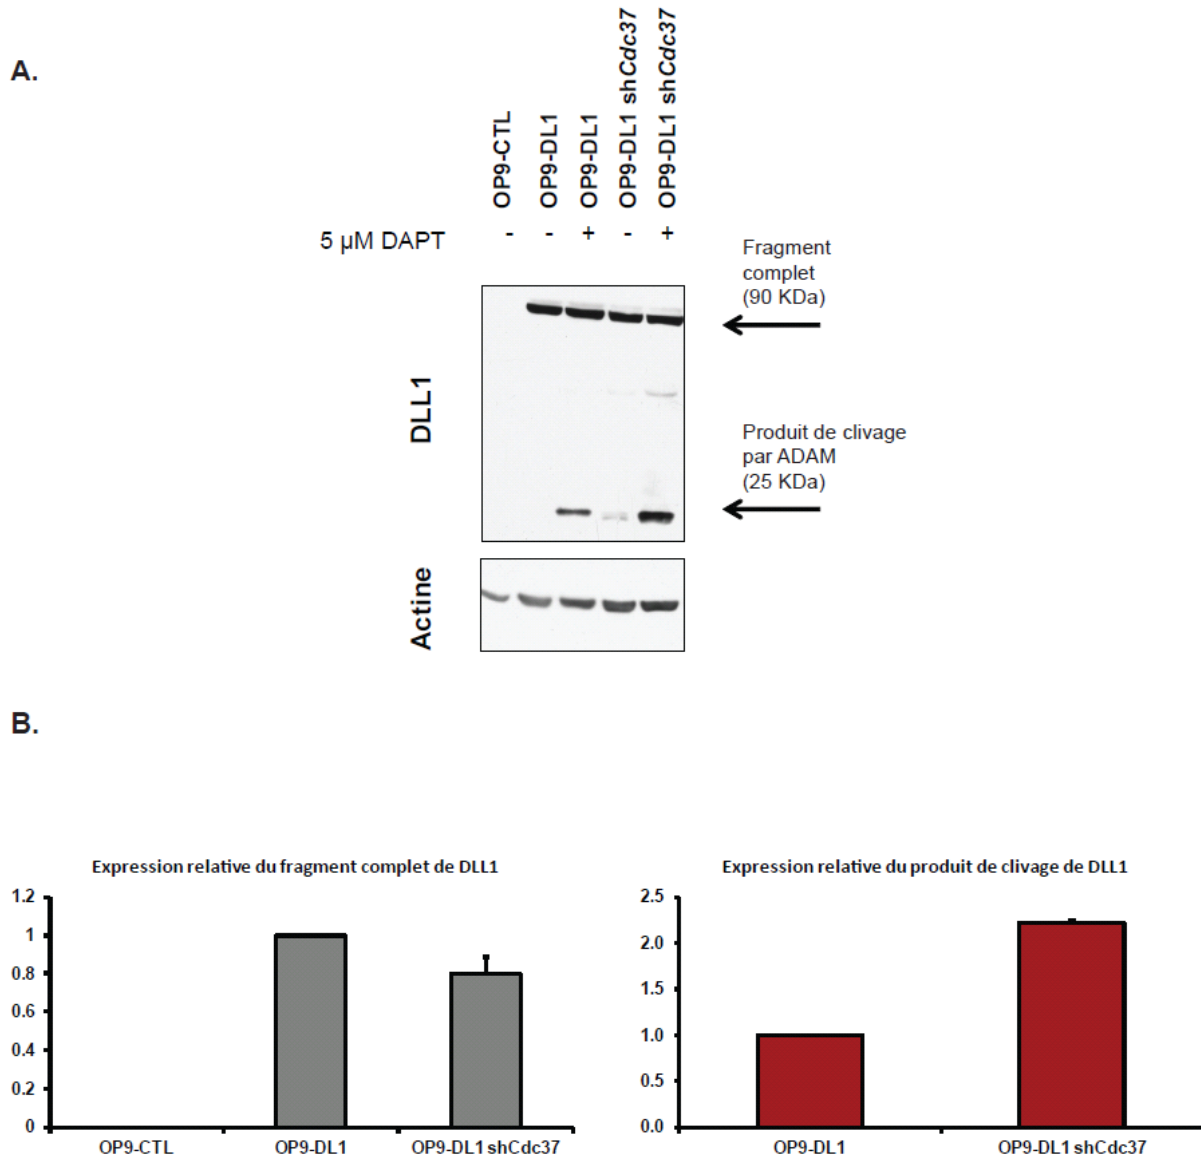 A.
OP9-CTL
OP9-DL1
OP9-DL1
OP9-DL1 shCdc37
OP9-DL1 shCdc37
5 µM DAPT - - + - +
DLL1
Fragment
complet
(90 KDa)
Produit de clivage
par ADAM
(25 KDa)
Actine
B.
Expression relative du fragment complet de DLL1
1.2
1
0.8
0.6
0.4
0.2
0
OP9-CTL OP9-DL1 OP9-DL1 shCdc37
Expression relative du produit de clivage de DLL1
2.5
2.0
1.5
1.0
0.5
0.0
OP9-DL1 OP9-DL1 shCdc37